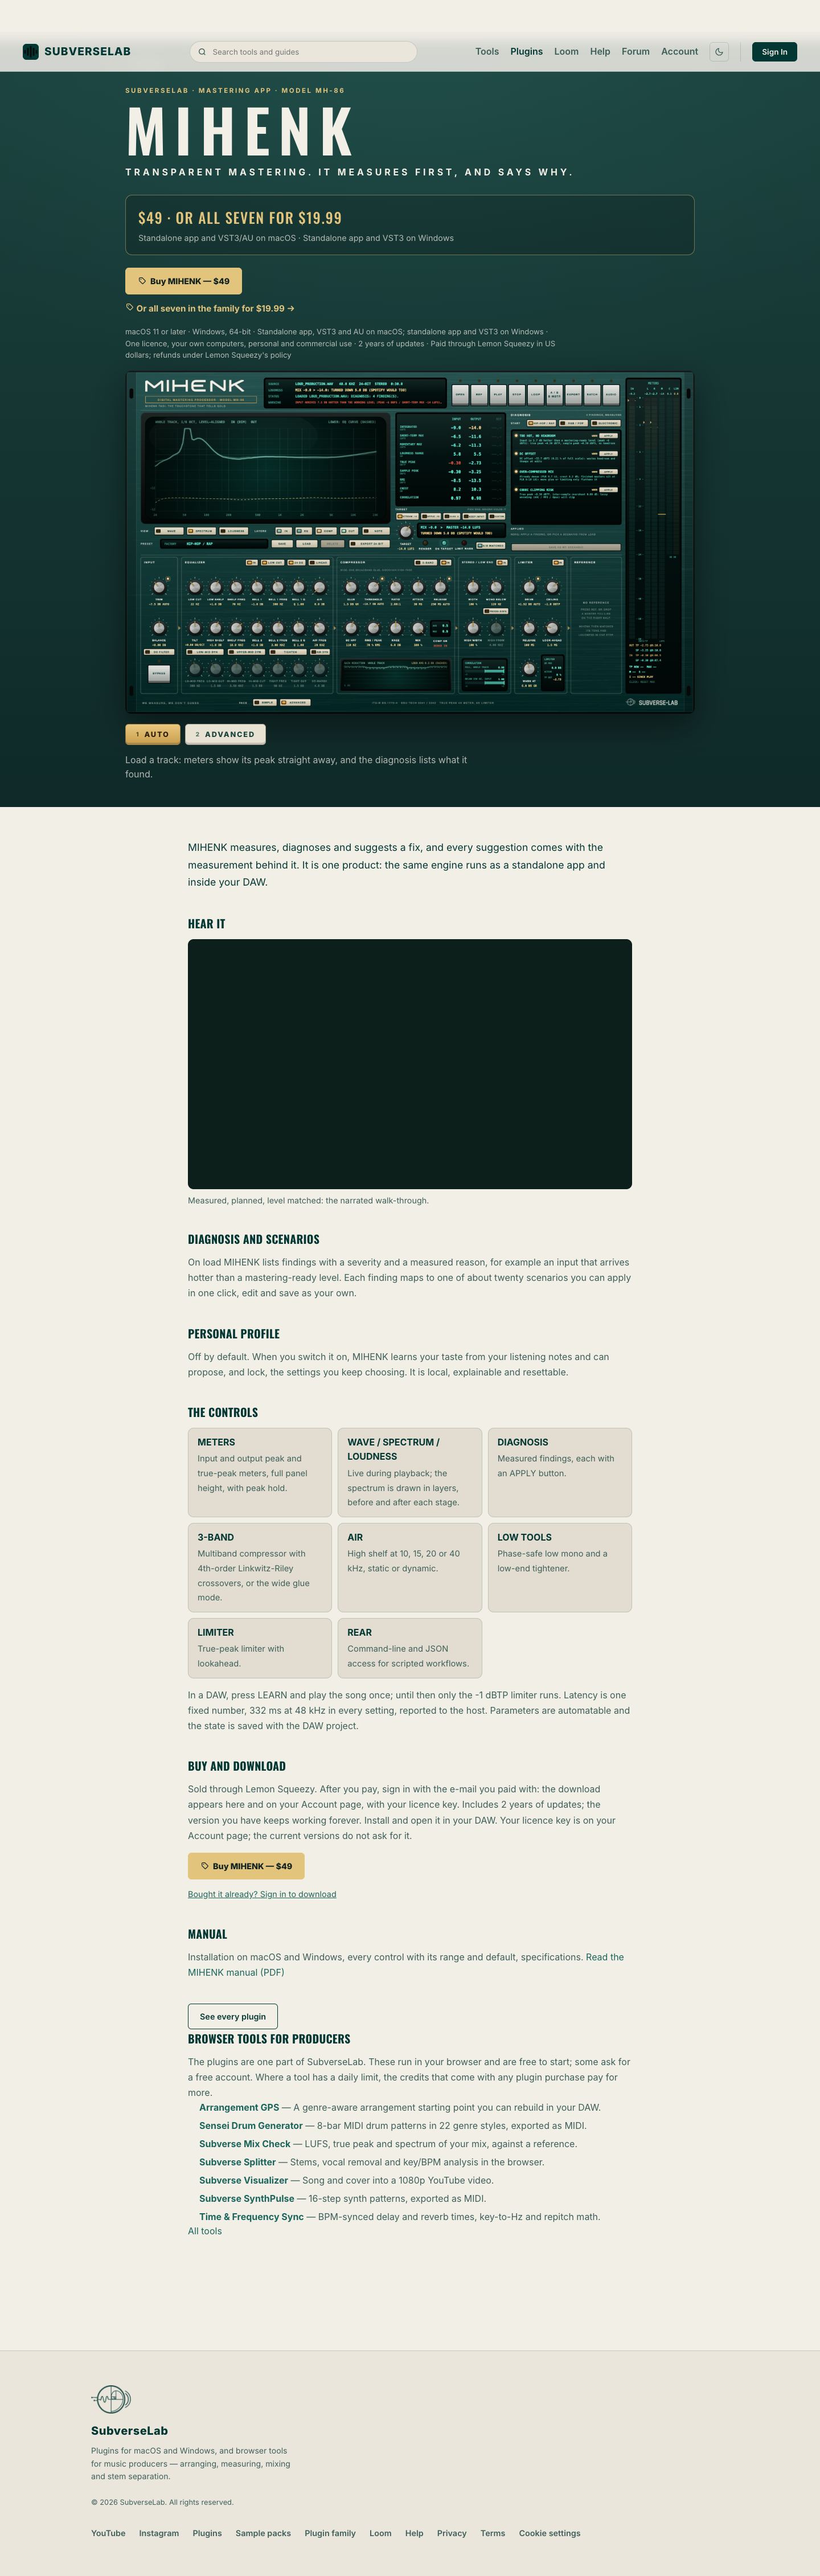 SUBVERSELAB
Search tools and guides
Tools Plugins Loom Help Forum Account
Sign In
SUBVERSELAB · MASTERING APP · MODEL MH-86
MIHENK
TRANSPARENT MASTERING. IT MEASURES FIRST, AND SAYS WHY.
$49 · OR ALL SEVEN FOR $19.99
Standalone app and VST3/AU on macOS · Standalone app and VST3 on Windows
Buy MIHENK — $49
Or all seven in the family for $19.99 →
macOS 11 or later · Windows, 64-bit · Standalone app, VST3 and AU on macOS; standalone app and VST3 on Windows ·
One licence, your own computers, personal and commercial use · 2 years of updates · Paid through Lemon Squeezy in US
dollars; refunds under Lemon Squeezy's policy
MIHENK
SUBVERSE-LAB
1 AUTO
2 ADVANCED
Load a track: meters show its peak straight away, and the diagnosis lists what it
found.
MIHENK measures, diagnoses and suggests a fix, and every suggestion comes with the
measurement behind it. It is one product: the same engine runs as a standalone app and
inside your DAW.
HEAR IT
Measured, planned, level matched: the narrated walk-through.
DIAGNOSIS AND SCENARIOS
On load MIHENK lists findings with a severity and a measured reason, for example an input that arrives
hotter than a mastering-ready level. Each finding maps to one of about twenty scenarios you can apply
in one click, edit and save as your own.
PERSONAL PROFILE
Off by default. When you switch it on, MIHENK learns your taste from your listening notes and can
propose, and lock, the settings you keep choosing. It is local, explainable and resettable.
THE CONTROLS
METERS
Input and output peak and
true-peak meters, full panel
height, with peak hold.
WAVE / SPECTRUM /
LOUDNESS
Live during playback; the
spectrum is drawn in layers,
before and after each stage.
DIAGNOSIS
Measured findings, each with
an APPLY button.
3-BAND
Multiband compressor with
4th-order Linkwitz-Riley
crossovers, or the wide glue
mode.
AIR
High shelf at 10, 15, 20 or 40
kHz, static or dynamic.
LOW TOOLS
Phase-safe low mono and a
low-end tightener.
LIMITER
True-peak limiter with
lookahead.
REAR
Command-line and JSON
access for scripted workflows.
In a DAW, press LEARN and play the song once; until then only the -1 dBTP limiter runs. Latency is one
fixed number, 332 ms at 48 kHz in every setting, reported to the host. Parameters are automatable and
the state is saved with the DAW project.
BUY AND DOWNLOAD
Sold through Lemon Squeezy. After you pay, sign in with the e-mail you paid with: the download
appears here and on your Account page, with your licence key. Includes 2 years of updates; the
version you have keeps working forever. Install and open it in your DAW. Your licence key is on your
Account page; the current versions do not ask for it.
Buy MIHENK — $49
Bought it already? Sign in to download
MANUAL
Installation on macOS and Windows, every control with its range and default, specifications. Read the
MIHENK manual (PDF)
See every plugin
BROWSER TOOLS FOR PRODUCERS
The plugins are one part of SubverseLab. These run in your browser and are free to start; some ask for
a free account. Where a tool has a daily limit, the credits that come with any plugin purchase pay for
more.
Arrangement GPS — A genre-aware arrangement starting point you can rebuild in your DAW.
Sensei Drum Generator — 8-bar MIDI drum patterns in 22 genre styles, exported as MIDI.
Subverse Mix Check — LUFS, true peak and spectrum of your mix, against a reference.
Subverse Splitter — Stems, vocal removal and key/BPM analysis in the browser.
Subverse Visualizer — Song and cover into a 1080p YouTube video.
Subverse SynthPulse — 16-step synth patterns, exported as MIDI.
Time & Frequency Sync — BPM-synced delay and reverb times, key-to-Hz and repitch math.
All tools
SubverseLab
Plugins for macOS and Windows, and browser tools
for music producers — arranging, measuring, mixing
and stem separation.
© 2026 SubverseLab. All rights reserved.
YouTube Instagram Plugins Sample packs Plugin family Loom Help Privacy Terms Cookie settings